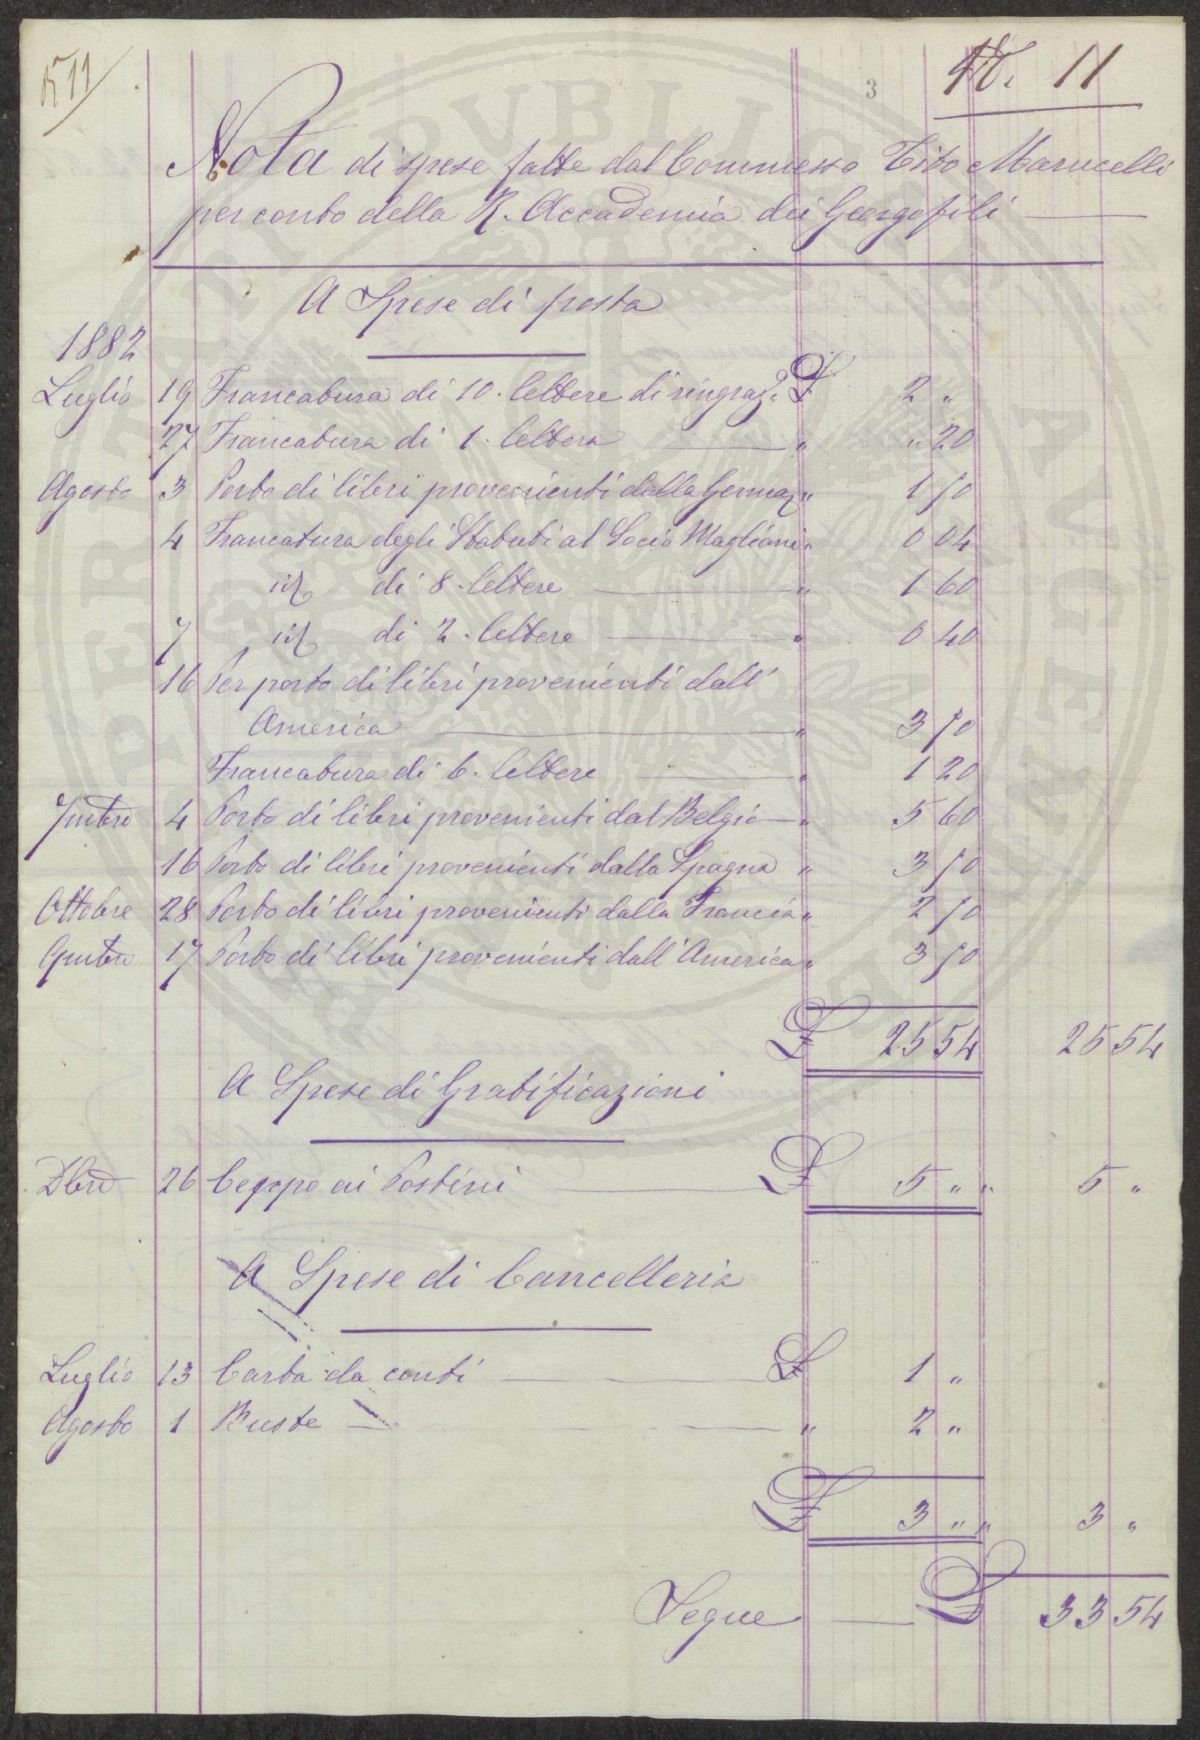 511
3
N. 11
Nota di spese fatte dal Commesso Tito Marucelli
per conto della R. Accademia dei Georgofili
A Spese di posta
1882
Luglio 19 Francatura di 10. lettere di ringraz. £ 2 "
27 Francatura di 1. lettera " " 20
Agosto 3 Porto di libri provenienti dalla Germaz. " 1 50
4 Francatura degli Statuti al Socio Magliani " 0 04
id di 8. lettere " 1 60
7 id di 2. lettere " 0 40
16 Per porto di libri provenienti dall'
America " 3 50
Francatura di 6. lettere " 1 20
7mbre 4 Porto di libri provenienti dal Belgio " 5 60
16 Porto di libri provenienti dalla Spagna " 3 50
Ottobre 28 Porto di libri provenienti dalla Francia " 2 50
9mbre 17 Porto di libri provenienti dall'America " 3 50
£ 25 54 25 54
A Spese di Gratificazioni
Dbre 26 Ceppo ai Postini £ 5 " " 5 "
A Spese di Cancelleria
Luglio 13 Carta da conti £ 1 "
Agosto 1 Buste " 2 "
£ 3 " " 3 "
Segue £ 33 54